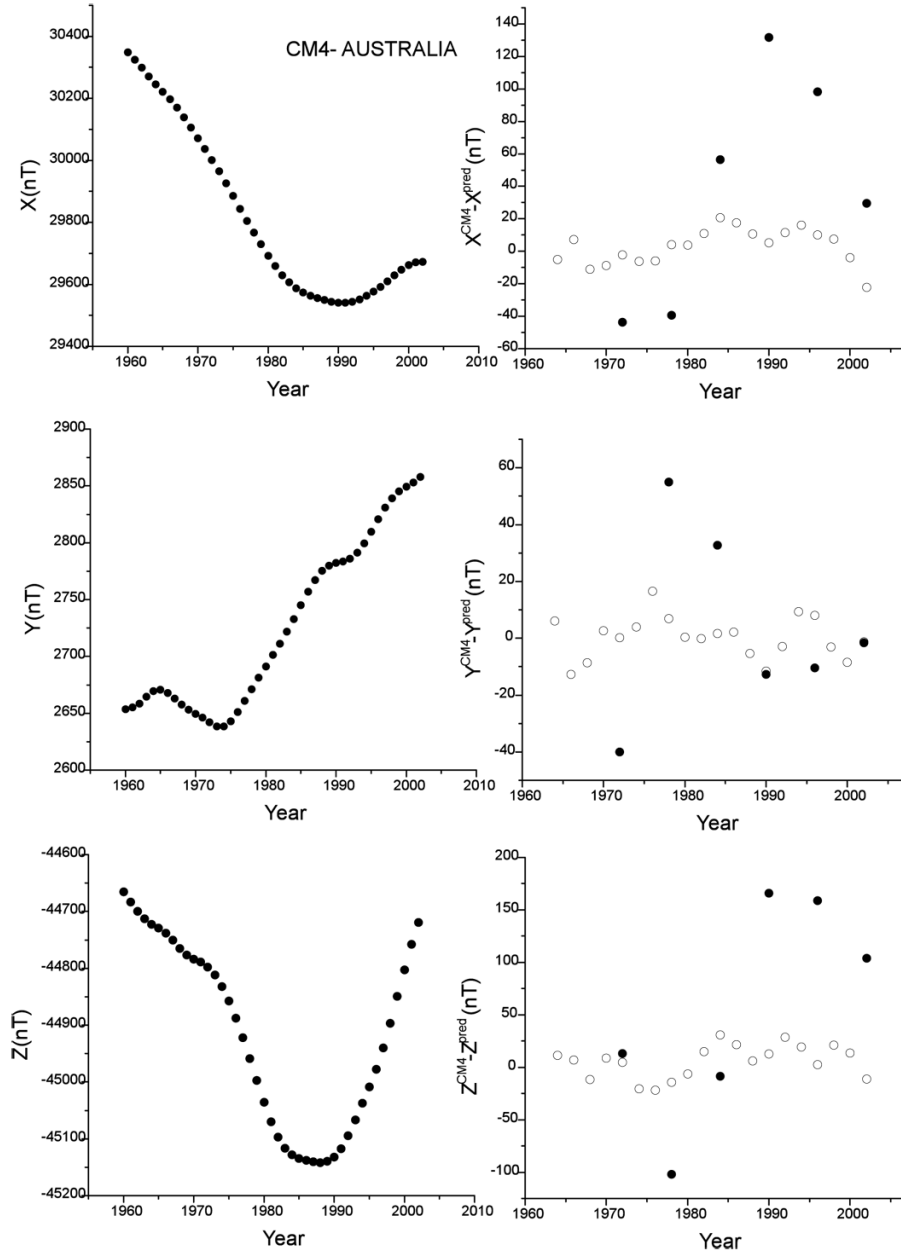 CM4- AUSTRALIA
30400
30200
30000
29800
29600
29400
X(nT)
1960 1970 1980 1990 2000 2010
Year
140
120
100
80
60
40
20
0
-20
-40
-60
X^CM4-X^pred (nT)
1960 1970 1980 1990 2000
Year
2900
2850
2800
2750
2700
2650
2600
Y(nT)
1960 1970 1980 1990 2000 2010
Year
60
40
20
0
-20
-40
Y^CM4-Y^pred (nT)
1960 1970 1980 1990 2000
Year
-44600
-44700
-44800
-44900
-45000
-45100
-45200
Z(nT)
1960 1970 1980 1990 2000 2010
Year
200
150
100
50
0
-50
-100
Z^CM4-Z^pred (nT)
1960 1970 1980 1990 2000
Year